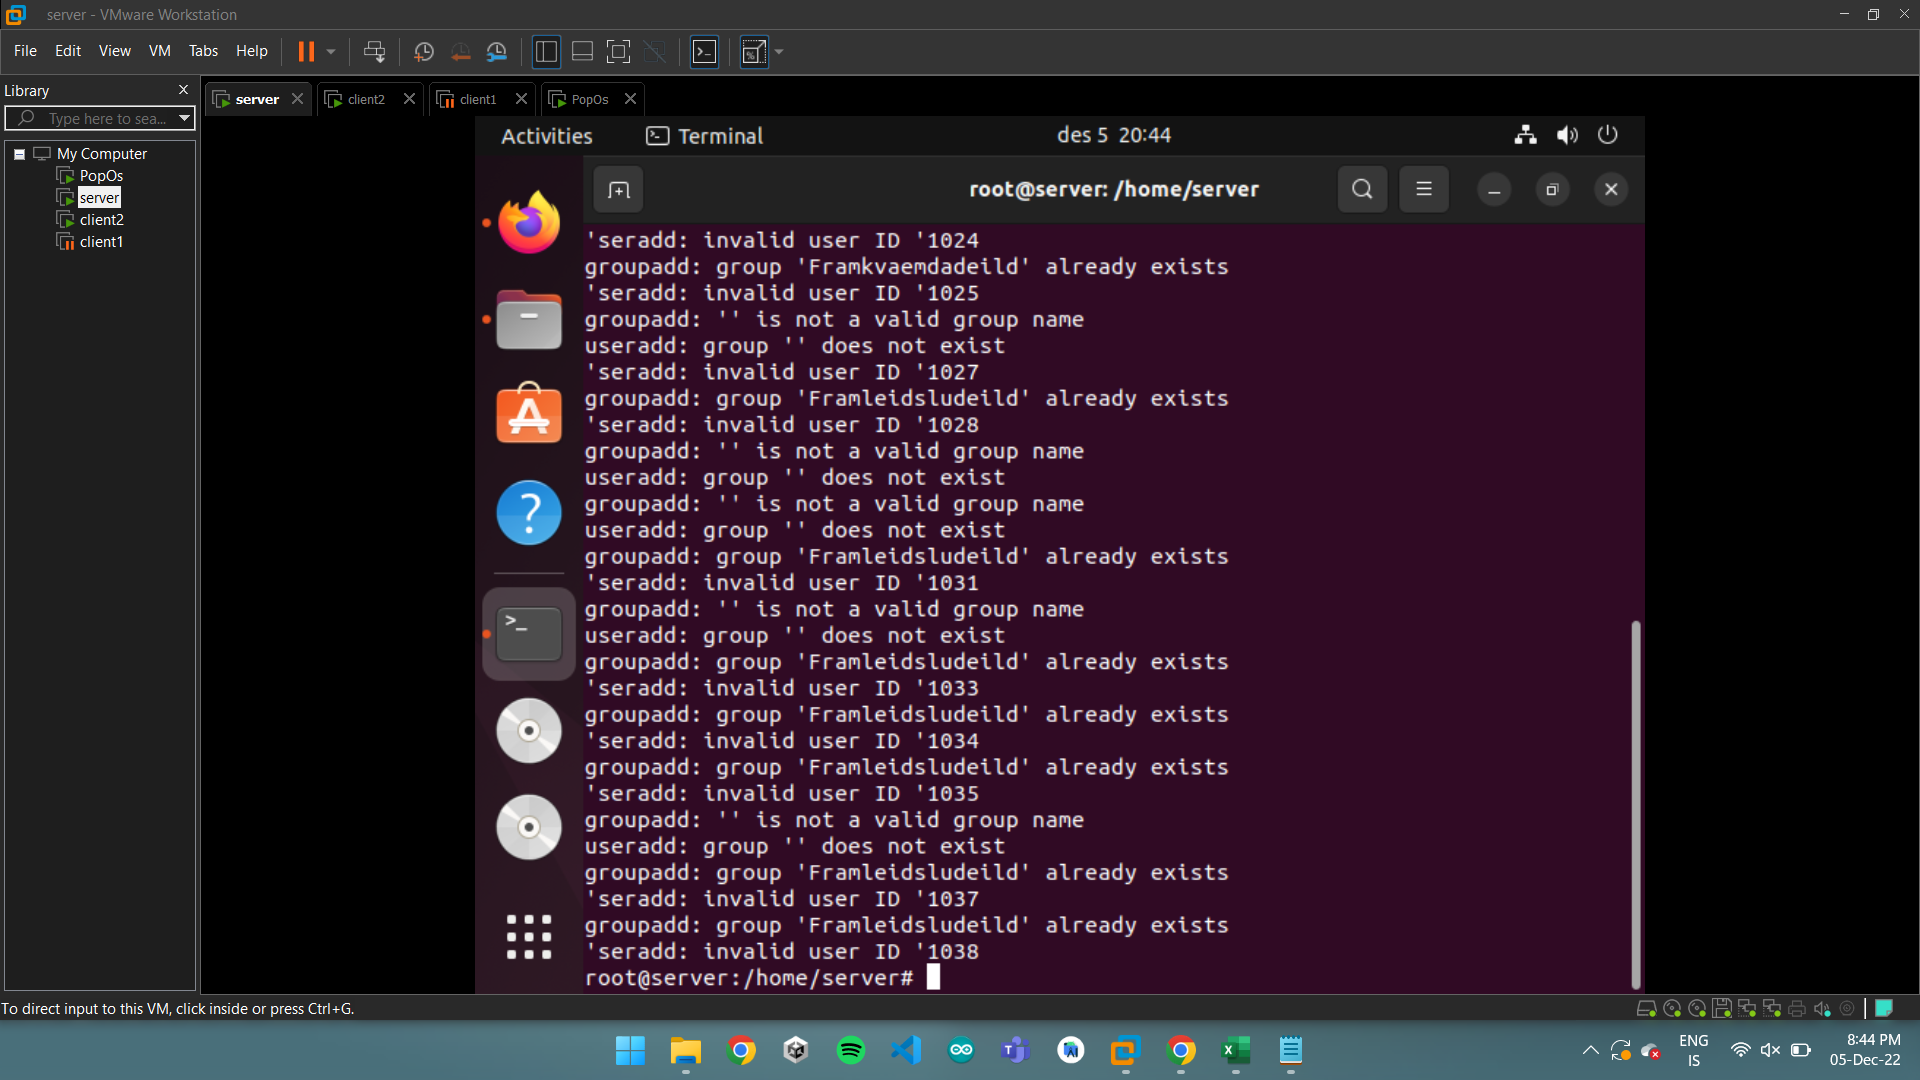 server - VMware Workstation
File Edit View VM Tabs Help
Library
Type here to sea...
My Computer
PopOs
server
client2
client1
server client2 client1 PopOs
Activities Terminal des 5 20:44
root@server: /home/server
'seradd: invalid user ID '1024
groupadd: group 'Framkvaemdadeild' already exists
'seradd: invalid user ID '1025
groupadd: '' is not a valid group name
useradd: group '' does not exist
'seradd: invalid user ID '1027
groupadd: group 'Framleidsludeild' already exists
'seradd: invalid user ID '1028
groupadd: '' is not a valid group name
useradd: group '' does not exist
groupadd: '' is not a valid group name
useradd: group '' does not exist
groupadd: group 'Framleidsludeild' already exists
'seradd: invalid user ID '1031
groupadd: '' is not a valid group name
useradd: group '' does not exist
groupadd: group 'Framleidsludeild' already exists
'seradd: invalid user ID '1033
groupadd: group 'Framleidsludeild' already exists
'seradd: invalid user ID '1034
groupadd: group 'Framleidsludeild' already exists
'seradd: invalid user ID '1035
groupadd: '' is not a valid group name
useradd: group '' does not exist
groupadd: group 'Framleidsludeild' already exists
'seradd: invalid user ID '1037
groupadd: group 'Framleidsludeild' already exists
'seradd: invalid user ID '1038
root@server:/home/server#
To direct input to this VM, click inside or press Ctrl+G.
ENG
IS
8:44 PM
05-Dec-22